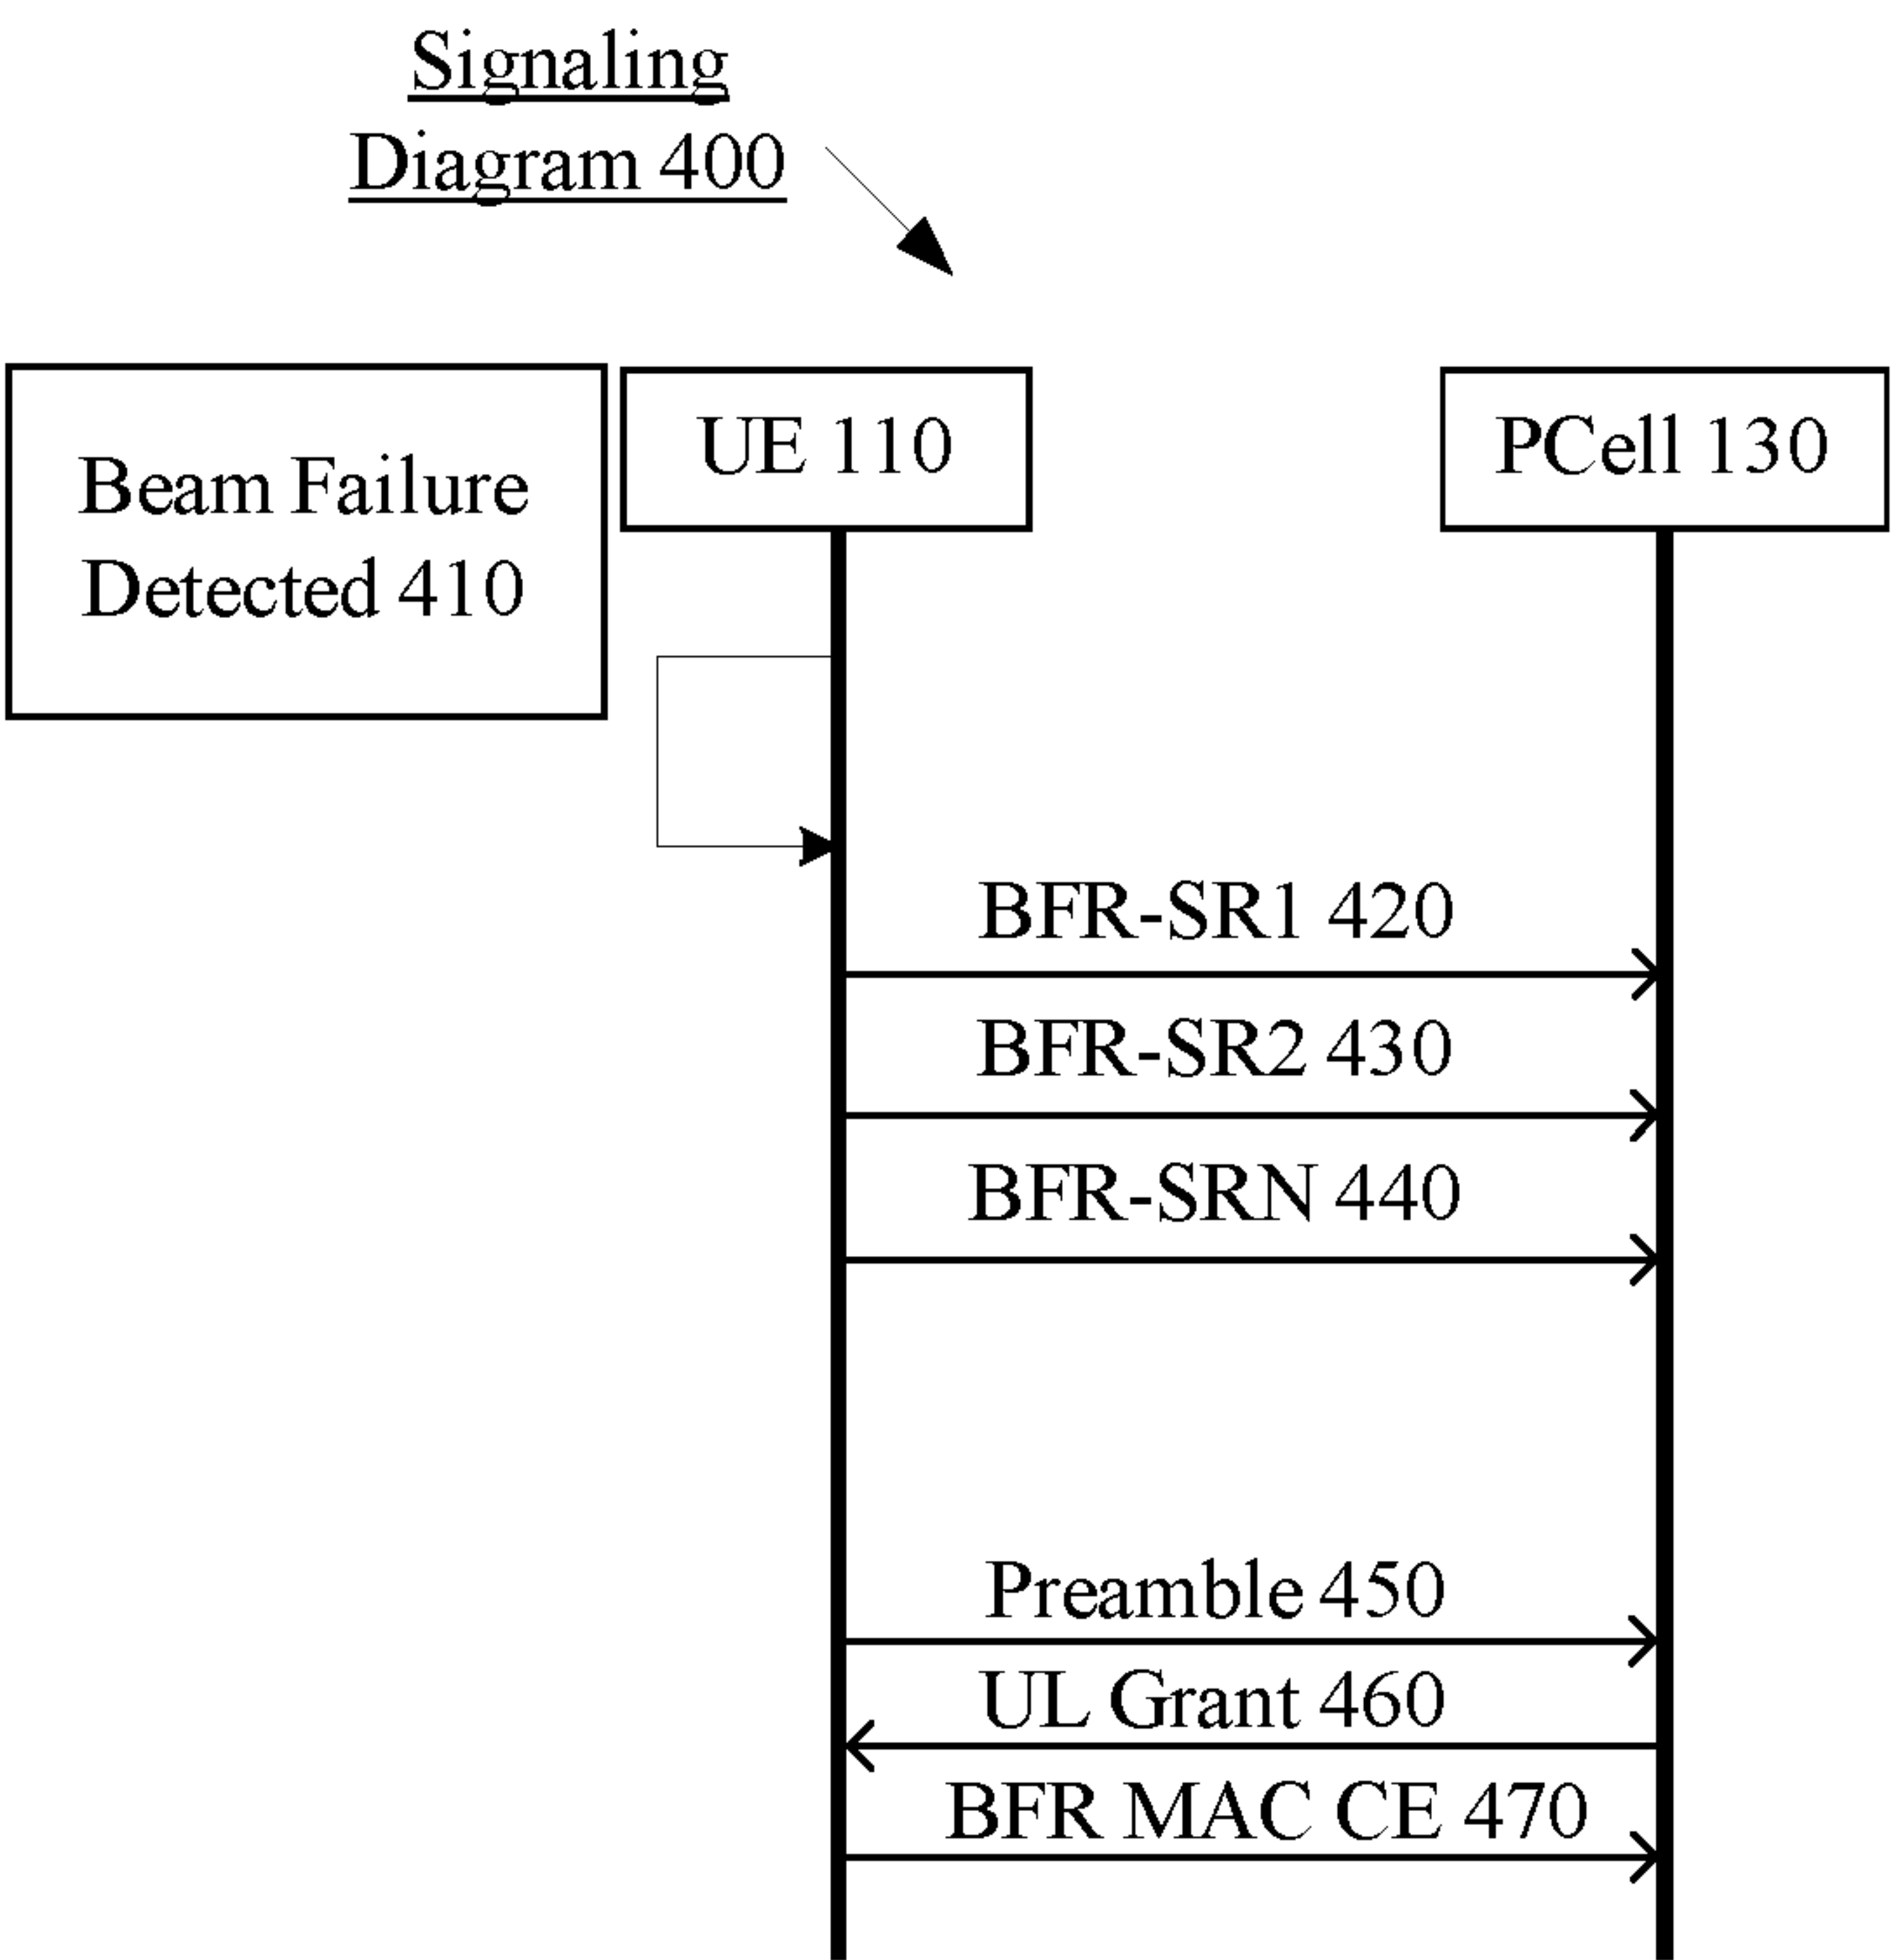 Signaling
Diagram 400
Beam Failure
Detected 410
UE 110
PCell 130
BFR-SR1 420
BFR-SR2 430
BFR-SRN 440
Preamble 450
UL Grant 460
BFR MAC CE 470